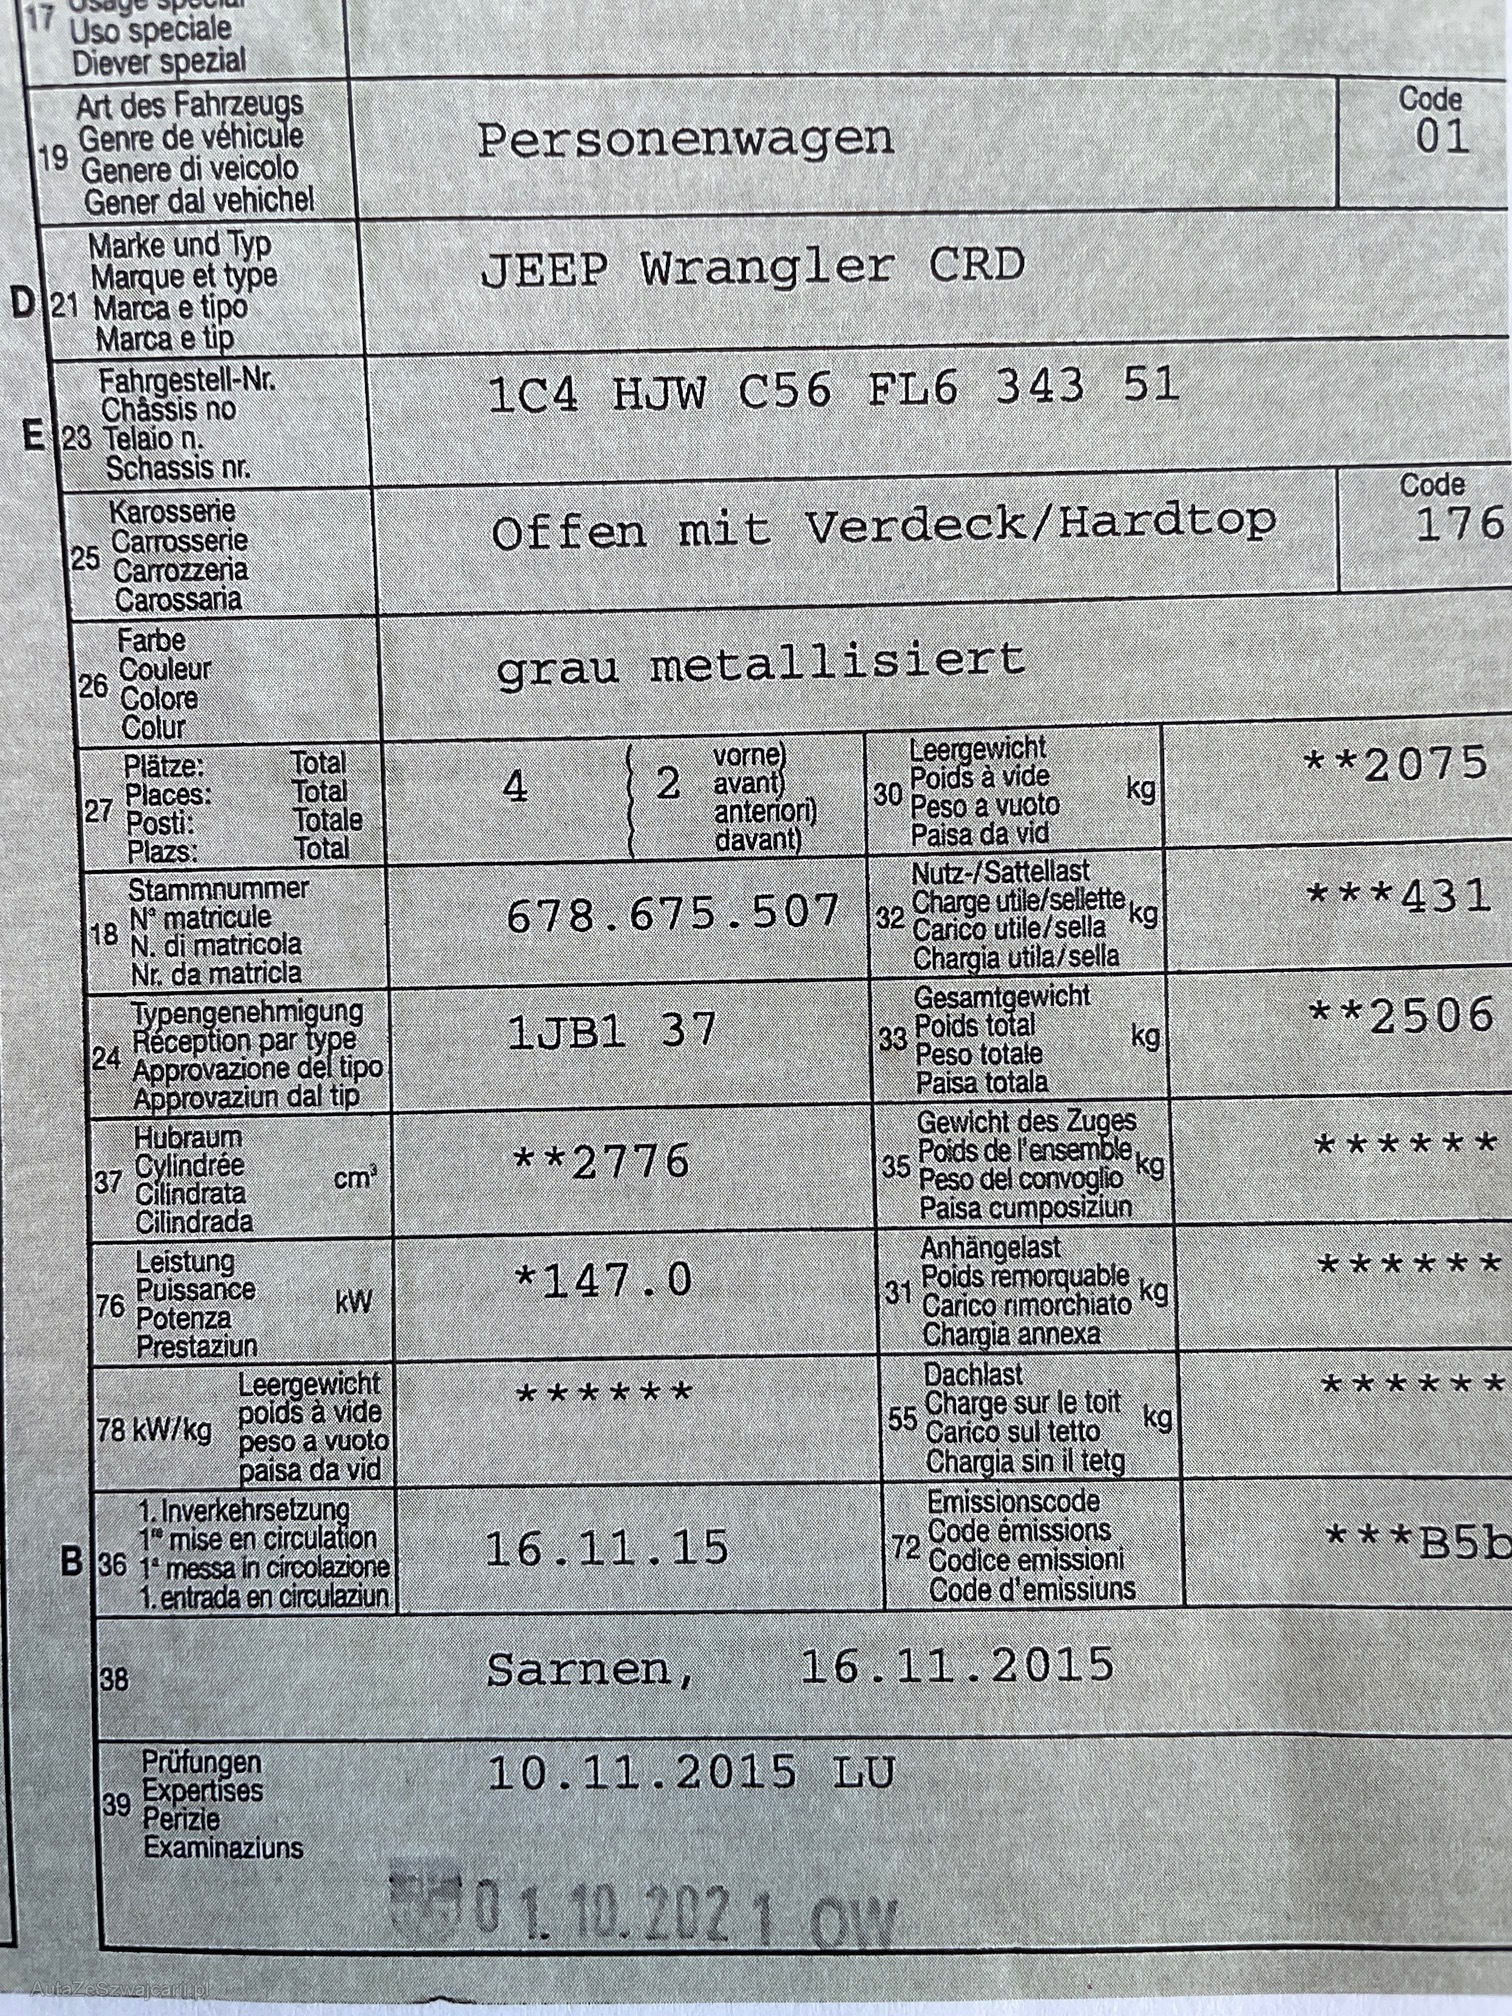 17 Usage spécial
Uso speciale
Diever spezial
19 Art des Fahrzeugs
Genre de véhicule
Genere di veicolo
Gener dal vehichel
Personenwagen
Code
01
D 21 Marke und Typ
Marque et type
Marca e tipo
Marca e tip
JEEP Wrangler CRD
E 23 Fahrgestell-Nr.
Châssis no
Telaio n.
Schassis nr.
1C4 HJW C56 FL6 343 51
25 Karosserie
Carrosserie
Carrozzeria
Carossaria
Offen mit Verdeck/Hardtop
Code
176
26 Farbe
Couleur
Colore
Colur
grau metallisiert
27 Plätze: Total
Places: Total
Posti: Totale
Plazs: Total
4 ( 2 vorne)
avant)
anteriori)
davant)
30 Leergewicht
Poids à vide
Peso a vuoto
Paisa da vid
kg
**2075
18 Stammnummer
N° matricule
N. di matricola
Nr. da matricla
678.675.507
32 Nutz-/Sattellast
Charge utile/sellette
Carico utile/sella
Chargia utila/sella
kg
***431
24 Typengenehmigung
Réception par type
Approvazione del tipo
Approvaziun dal tip
1JB1 37
33 Gesamtgewicht
Poids total
Peso totale
Paisa totala
kg
**2506
37 Hubraum
Cylindrée
Cilindrata
Cilindrada
cm³
**2776
35 Gewicht des Zuges
Poids de l'ensemble
Peso del convoglio
Paisa cumposiziun
kg
******
76 Leistung
Puissance
Potenza
Prestaziun
kW
*147.0
31 Anhängelast
Poids remorquable
Carico rimorchiato
Chargia annexa
kg
******
78 kW/kg
Leergewicht
poids à vide
peso a vuoto
paisa da vid
******
55 Dachlast
Charge sur le toit
Carico sul tetto
Chargia sin il tetg
kg
******
B 36 1. Inverkehrsetzung
1re mise en circulation
1a messa in circolazione
1. entrada en circulaziun
16.11.15
72 Emissionscode
Code émissions
Codice emissioni
Code d'emissiuns
***B5b
38 Sarnen, 16.11.2015
39 Prüfungen
Expertises
Perizie
Examinaziuns
10.11.2015 LU
01.10.2021 OW
AutaZeSzwajcarii.pl